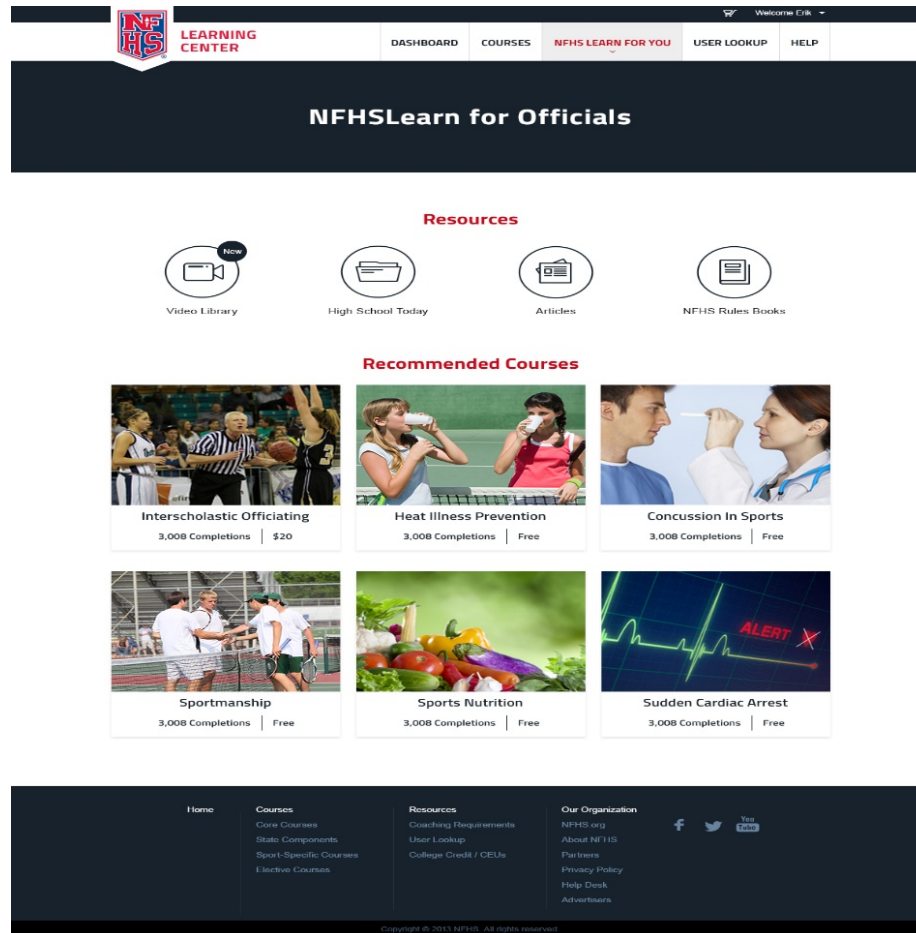 Welcome Erik
NFHS
LEARNING
CENTER
DASHBOARD COURSES NFHS LEARN FOR YOU USER LOOKUP HELP
NFHSLearn for Officials
Resources
New
Video Library High School Today Articles NFHS Rules Books
Recommended Courses
3
Interscholastic Officiating Heat Illness Prevention Concussion In Sports
3,008 Completions $20 3,008 Completions Free 3,008 Completions Free
ALERT
Sportmanship Sports Nutrition Sudden Cardiac Arrest
3,008 Completions Free 3,008 Completions Free 3,008 Completions Free
Home Courses Resources Our Organization
Core Courses Coaching Requirements NFHS.org You Tube
State Components User Lookup About NFHS
Sport-Specific Courses College Credit / CEUs Partners
Elective Courses Privacy Policy
Help Desk
Advertisers
Copyright © 2013 NFHS. All rights reserved